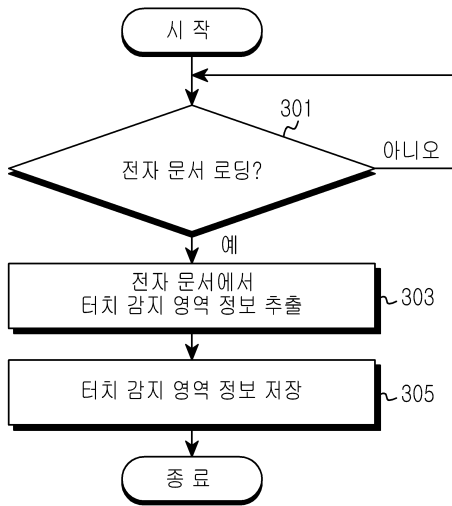 시 작
301
전자 문서 로딩?
아니오
예
전자 문서에서
터치 감지 영역 정보 추출
303
터치 감지 영역 정보 저장
305
종 료